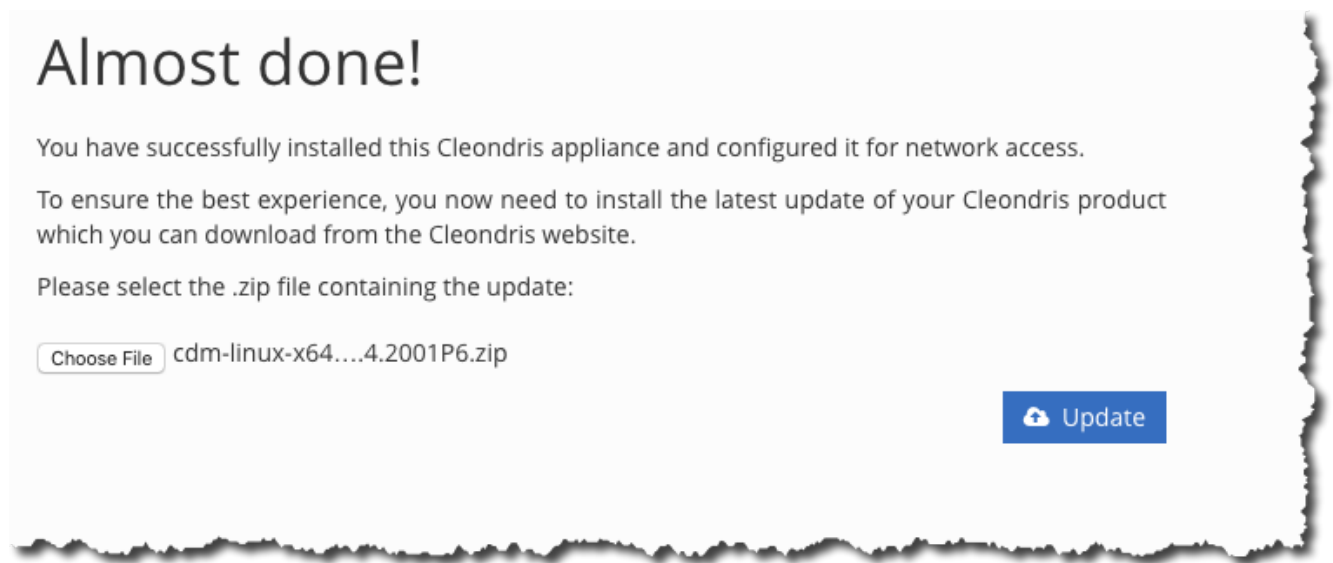 Almost done!
You have successfully installed this Cleondris appliance and configured it for network access.
To ensure the best experience, you now need to install the latest update of your Cleondris product
which you can download from the Cleondris website.
Please select the .zip file containing the update:
Choose File cdm-linux-x64....4.2001P6.zip
Update